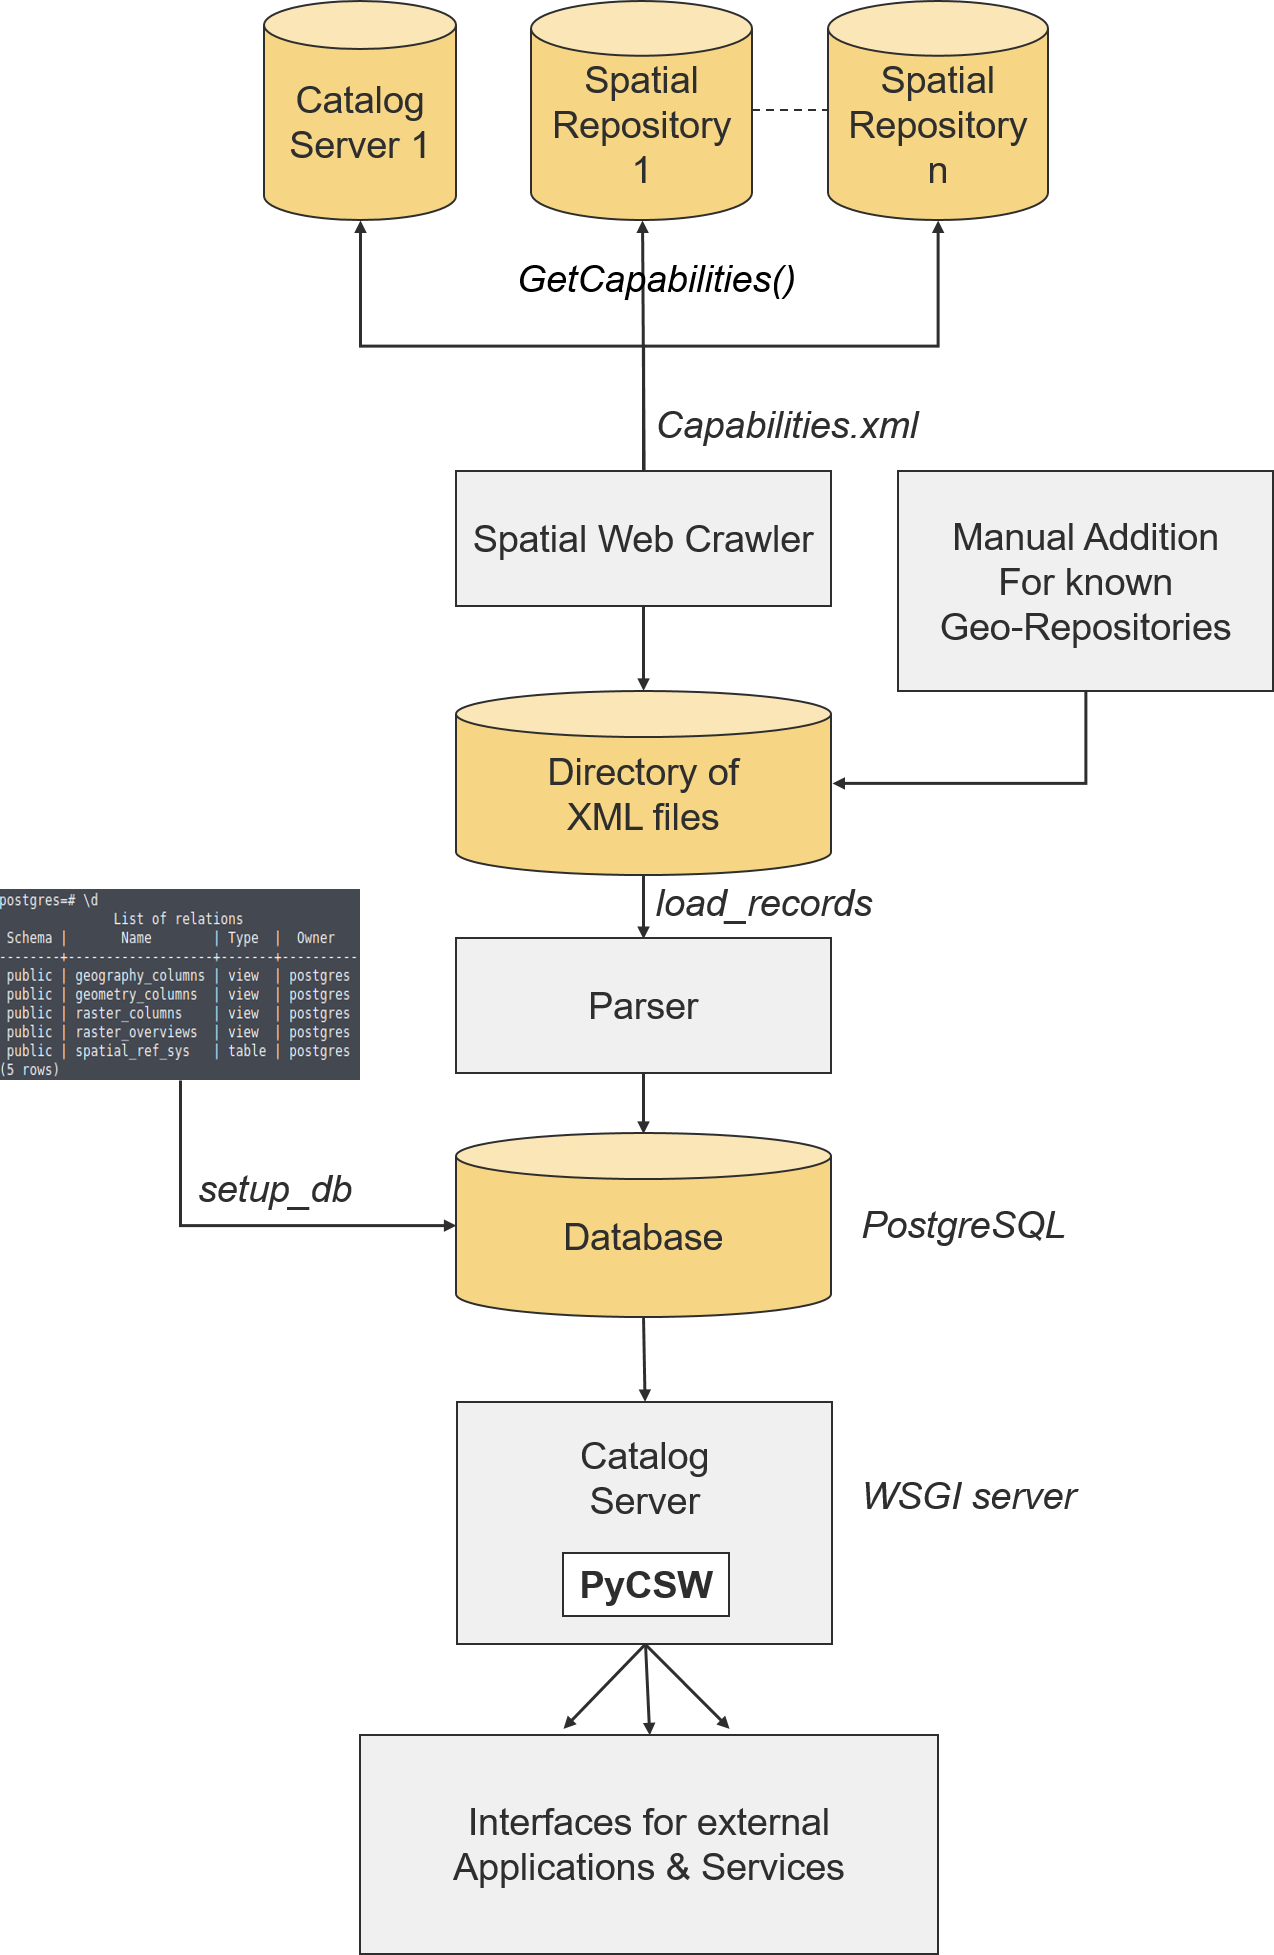 Catalog
Server 1
Spatial
Repository
1
Spatial
Repository
n
GetCapabilities()
Capabilities.xml
Spatial Web Crawler
Manual Addition
For known
Geo-Repositories
Directory of
XML files
load_records
postgres=# \d
List of relations
Schema |       Name        | Type  |  Owner
--------+-------------------+-------+----------
public | geography_columns | view  | postgres
public | geometry_columns  | view  | postgres
public | raster_columns    | view  | postgres
public | raster_overviews  | view  | postgres
public | spatial_ref_sys   | table | postgres
(5 rows)
Parser
setup_db
Database
PostgreSQL
Catalog
Server
PyCSW
WSGI server
Interfaces for external
Applications & Services